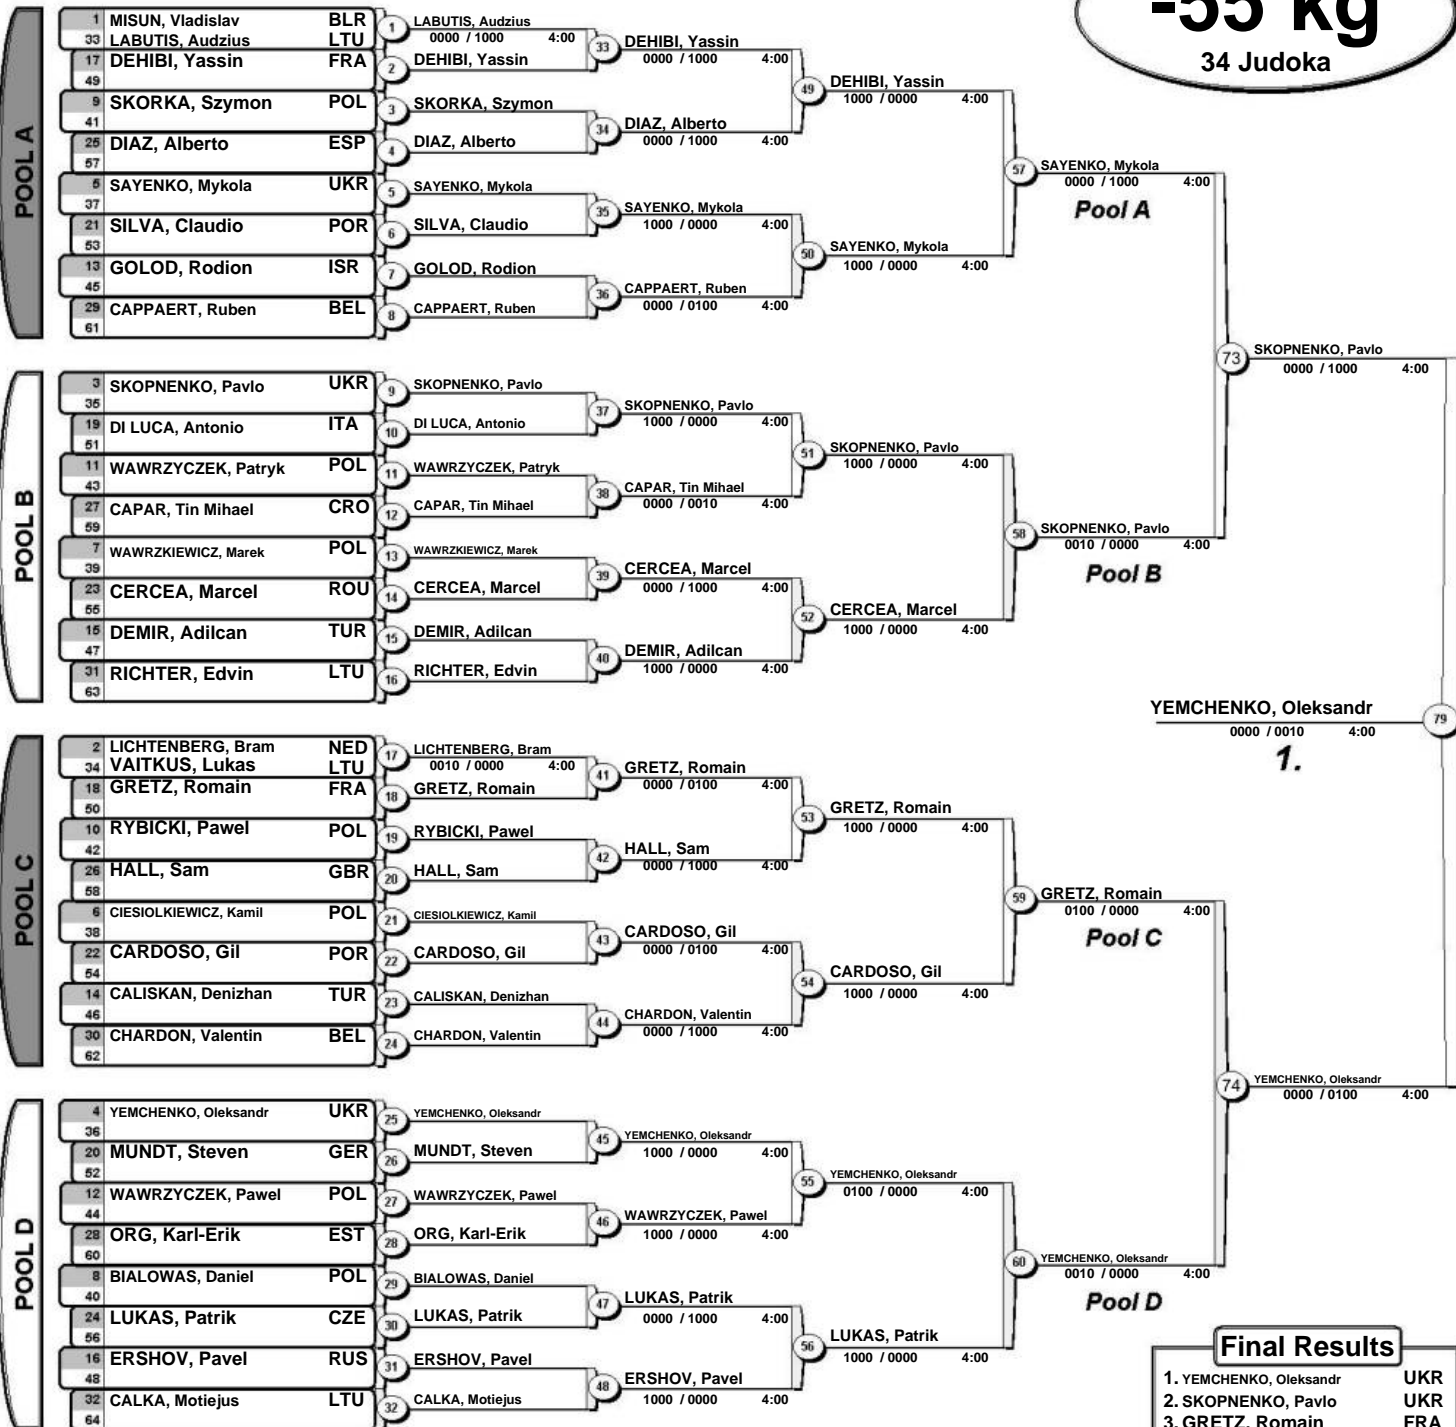 -55 kg
34 Judoka
POOL A
1 MISUN, Vladislav BLR
33 LABUTIS, Audzius LTU
17 DEHIBI, Yassin FRA
49
9 SKORKA, Szymon POL
41
25 DIAZ, Alberto ESP
57
5 SAYENKO, Mykola UKR
37
21 SILVA, Claudio POR
53
13 GOLOD, Rodion ISR
45
29 CAPPAERT, Ruben BEL
61
1 LABUTIS, Audzius
0000 / 1000 4:00
2 DEHIBI, Yassin
3 SKORKA, Szymon
4 DIAZ, Alberto
5 SAYENKO, Mykola
6 SILVA, Claudio
7 GOLOD, Rodion
8 CAPPAERT, Ruben
33 DEHIBI, Yassin
0000 / 1000 4:00
34 DIAZ, Alberto
0000 / 1000 4:00
35 SAYENKO, Mykola
1000 / 0000 4:00
36 CAPPAERT, Ruben
0000 / 0100 4:00
49 DEHIBI, Yassin
1000 / 0000 4:00
50 SAYENKO, Mykola
1000 / 0000 4:00
57 SAYENKO, Mykola
0000 / 1000 4:00
Pool A
POOL B
3 SKOPNENKO, Pavlo UKR
35
19 DI LUCA, Antonio ITA
51
11 WAWRZYCZEK, Patryk POL
43
27 CAPAR, Tin Mihael CRO
59
7 WAWRZKIEWICZ, Marek POL
39
23 CERCEA, Marcel ROU
55
15 DEMIR, Adilcan TUR
47
31 RICHTER, Edvin LTU
63
9 SKOPNENKO, Pavlo
10 DI LUCA, Antonio
11 WAWRZYCZEK, Patryk
12 CAPAR, Tin Mihael
13 WAWRZKIEWICZ, Marek
14 CERCEA, Marcel
15 DEMIR, Adilcan
16 RICHTER, Edvin
37 SKOPNENKO, Pavlo
1000 / 0000 4:00
38 CAPAR, Tin Mihael
0000 / 0010 4:00
39 CERCEA, Marcel
0000 / 1000 4:00
40 DEMIR, Adilcan
1000 / 0000 4:00
51 SKOPNENKO, Pavlo
1000 / 0000 4:00
52 CERCEA, Marcel
1000 / 0000 4:00
58 SKOPNENKO, Pavlo
0010 / 0000 4:00
Pool B
73 SKOPNENKO, Pavlo
0000 / 1000 4:00
YEMCHENKO, Oleksandr 79
0000 / 0010 4:00
1.
POOL C
2 LICHTENBERG, Bram NED
34 VAITKUS, Lukas LTU
18 GRETZ, Romain FRA
50
10 RYBICKI, Pawel POL
42
26 HALL, Sam GBR
58
6 CIESIOLKIEWICZ, Kamil POL
38
22 CARDOSO, Gil POR
54
14 CALISKAN, Denizhan TUR
46
30 CHARDON, Valentin BEL
62
17 LICHTENBERG, Bram
0010 / 0000 4:00
18 GRETZ, Romain
19 RYBICKI, Pawel
20 HALL, Sam
21 CIESIOLKIEWICZ, Kamil
22 CARDOSO, Gil
23 CALISKAN, Denizhan
24 CHARDON, Valentin
41 GRETZ, Romain
0000 / 0100 4:00
42 HALL, Sam
0000 / 1000 4:00
43 CARDOSO, Gil
0000 / 0100 4:00
44 CHARDON, Valentin
0000 / 1000 4:00
53 GRETZ, Romain
1000 / 0000 4:00
54 CARDOSO, Gil
1000 / 0000 4:00
59 GRETZ, Romain
0100 / 0000 4:00
Pool C
74 YEMCHENKO, Oleksandr
0000 / 0100 4:00
POOL D
4 YEMCHENKO, Oleksandr UKR
36
20 MUNDT, Steven GER
52
12 WAWRZYCZEK, Pawel POL
44
28 ORG, Karl-Erik EST
60
8 BIALOWAS, Daniel POL
40
24 LUKAS, Patrik CZE
56
16 ERSHOV, Pavel RUS
48
32 CALKA, Motiejus LTU
64
25 YEMCHENKO, Oleksandr
26 MUNDT, Steven
27 WAWRZYCZEK, Pawel
28 ORG, Karl-Erik
29 BIALOWAS, Daniel
30 LUKAS, Patrik
31 ERSHOV, Pavel
32 CALKA, Motiejus
45 YEMCHENKO, Oleksandr
1000 / 0000 4:00
46 WAWRZYCZEK, Pawel
1000 / 0000 4:00
47 LUKAS, Patrik
0000 / 1000 4:00
48 ERSHOV, Pavel
1000 / 0000 4:00
55 YEMCHENKO, Oleksandr
0100 / 0000 4:00
56 LUKAS, Patrik
1000 / 0000 4:00
60 YEMCHENKO, Oleksandr
0010 / 0000 4:00
Pool D
Final Results
1. YEMCHENKO, Oleksandr UKR
2. SKOPNENKO, Pavlo UKR
3. GRETZ, Romain FRA